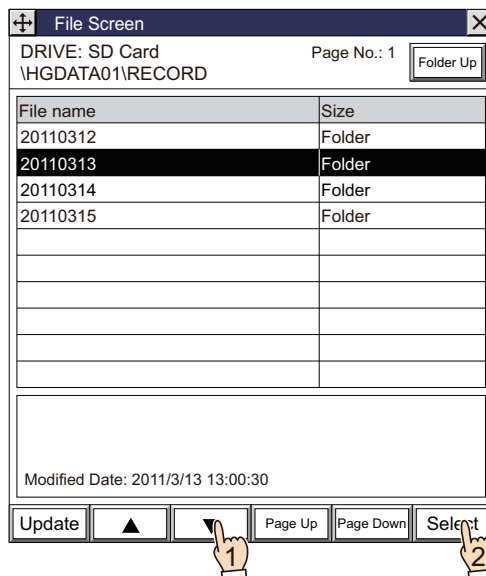 File Screen
DRIVE: SD Card Page No.: 1 Folder Up
\HGDATA01\RECORD
File name Size
20110312 Folder
20110313 Folder
20110314 Folder
20110315 Folder
Modified Date: 2011/3/13 13:00:30
Update ▲ ▼ Page Up Page Down Select
1 2